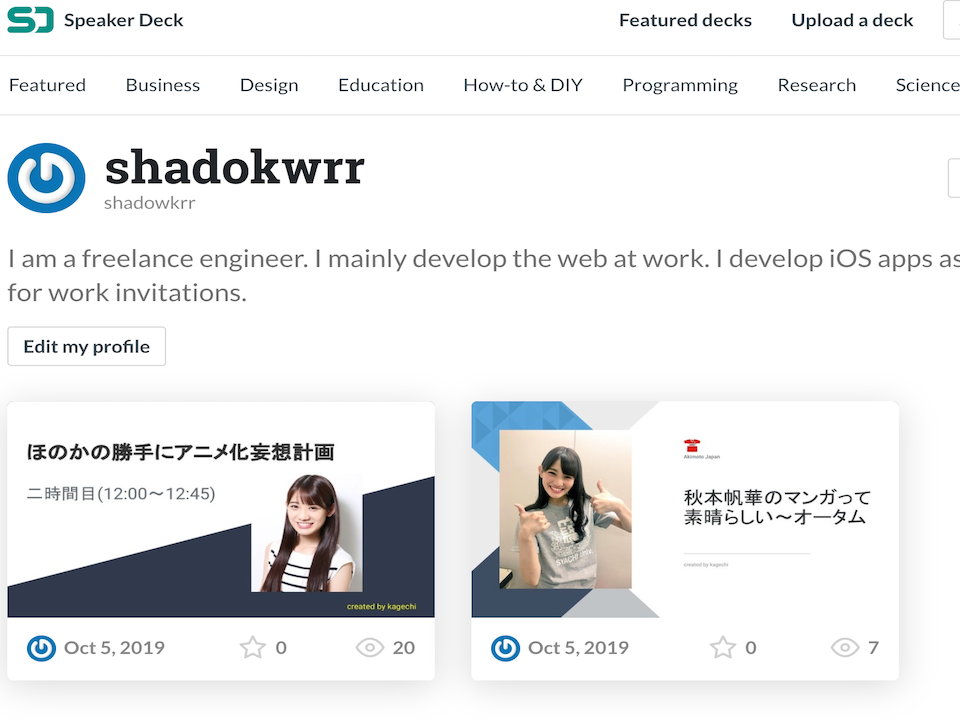 Speaker Deck
Featured decks
Upload a deck
Featured
Business
Design
Education
How-to & DIY
Programming
Research
Science
shadokwrr
shadowkrr
I am a freelance engineer. I mainly develop the web at work. I develop iOS apps as
for work invitations.
Edit my profile
ほのかの勝手にアニメ化妄想計画
二時間目(12:00〜12:45)
created by kagechi
Akimoto Japan
秋本帆華のマンガって
素晴らしい〜オータム
created by kagechi
Oct 5, 2019
0
20
Oct 5, 2019
0
7